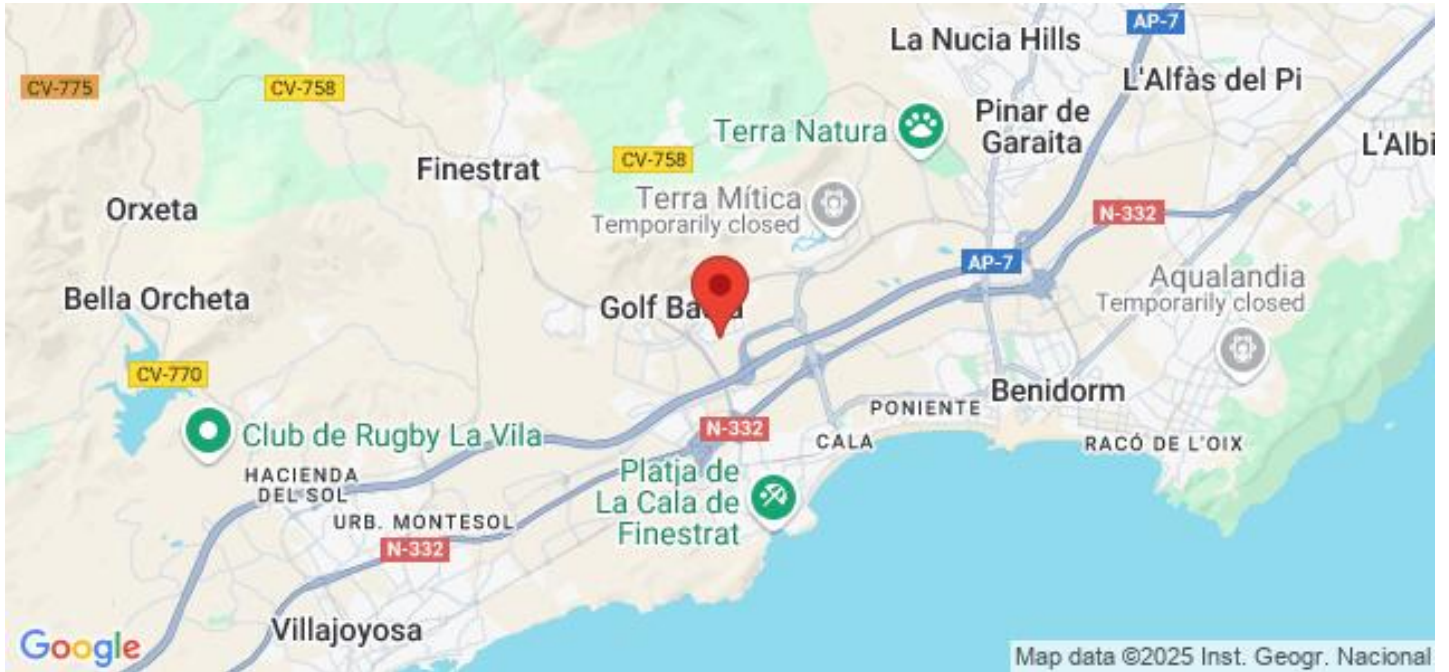 AP-7
La Nucia Hills
CV-775
CV-758
L'Alfàs del Pi
Terra Natura
Pinar de
Garaita
L'Albi
Finestrat
CV-758
Terra Mítica
Temporarily closed
Orxeta
N-332
AP-7
Aqualandia
Temporarily closed
Bella Orcheta
Golf Ba
CV-770
Benidorm
PONIENTE
N-332
CALA
RACÓ DE L'OIX
Club de Rugby La Vila
HACIENDA
DEL SOL
Platja de
La Cala de
Finestrat
URB. MONTESOL
N-332
Villajoyosa
Google
Map data ©2025 Inst. Geogr. Nacional